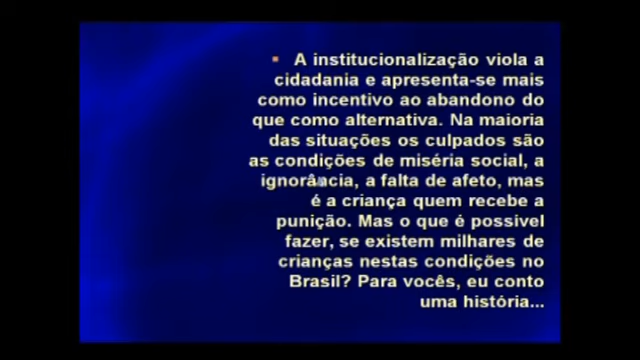 ▪ A institucionalização viola a
cidadania e apresenta-se mais
como incentivo ao abandono do
que como alternativa. Na maioria
das situações os culpados são
as condições de miséria social, a
ignorância, a falta de afeto, mas
é a criança quem recebe a
punição. Mas o que é possível
fazer, se existem milhares de
crianças nestas condições no
Brasil? Para vocês, eu conto
uma história...